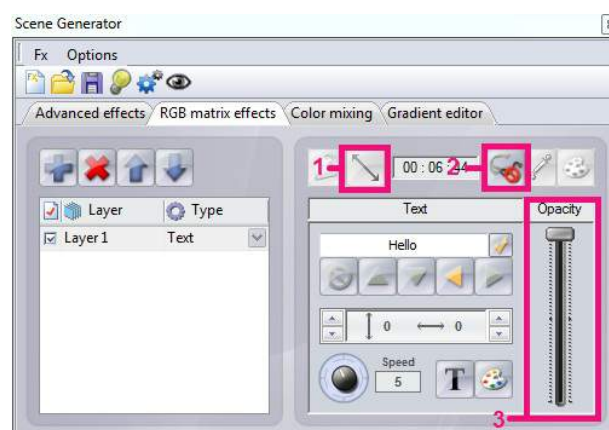 Scene Generator
Fx Options
Advanced effects RGB matrix effects Color mixing Gradient editor
1 00 : 06 2 44
Layer Type
Layer 1 Text
Text Opacity
Hello
0 0
Speed
5 T
3